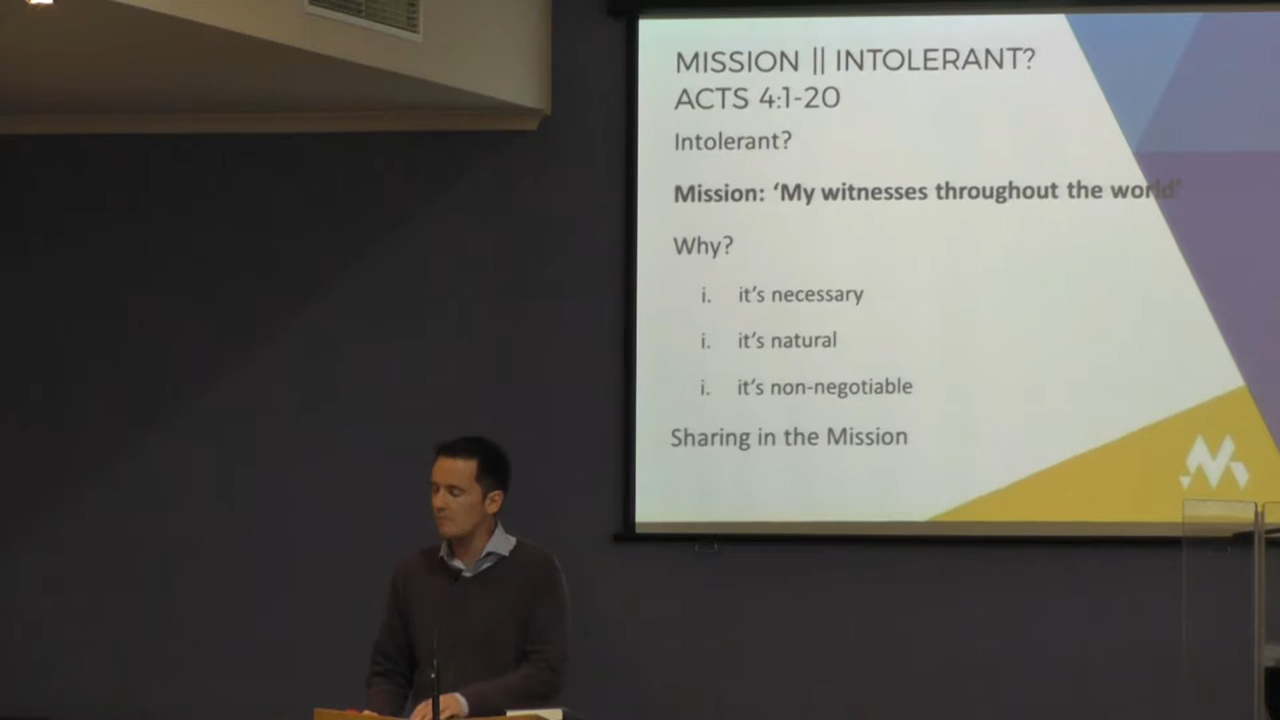 MISSION || INTOLERANT?
ACTS 4:1-20
Intolerant?
Mission: ‘My witnesses throughout the world’
Why?
i. it’s necessary
i. it’s natural
i. it’s non-negotiable
Sharing in the Mission